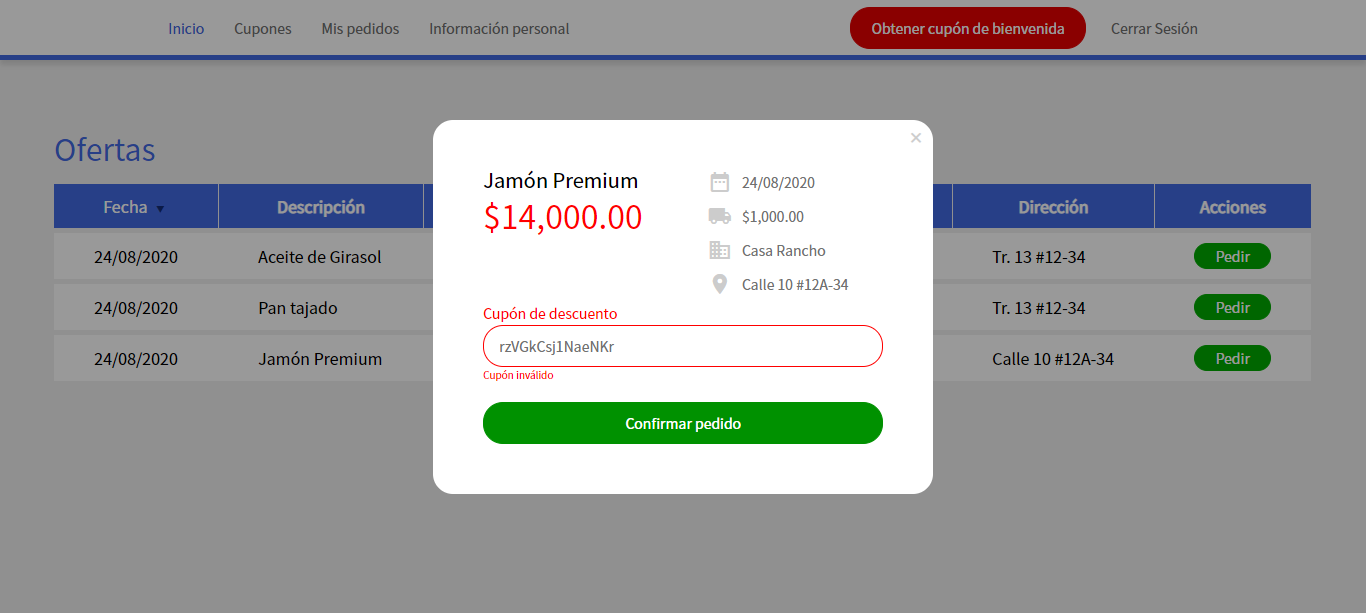 Inicio Cupones Mis pedidos Información personal Obtener cupón de bienvenida Cerrar Sesión
Ofertas
Fecha ▼ Descripción Dirección Acciones
24/08/2020 Aceite de Girasol Tr. 13 #12-34 Pedir
24/08/2020 Pan tajado Tr. 13 #12-34 Pedir
24/08/2020 Jamón Premium Calle 10 #12A-34 Pedir
×
Jamón Premium
$14,000.00
24/08/2020
$1,000.00
Casa Rancho
Calle 10 #12A-34
Cupón de descuento
rzVGkCsj1NaeNKr
Cupón inválido
Confirmar pedido